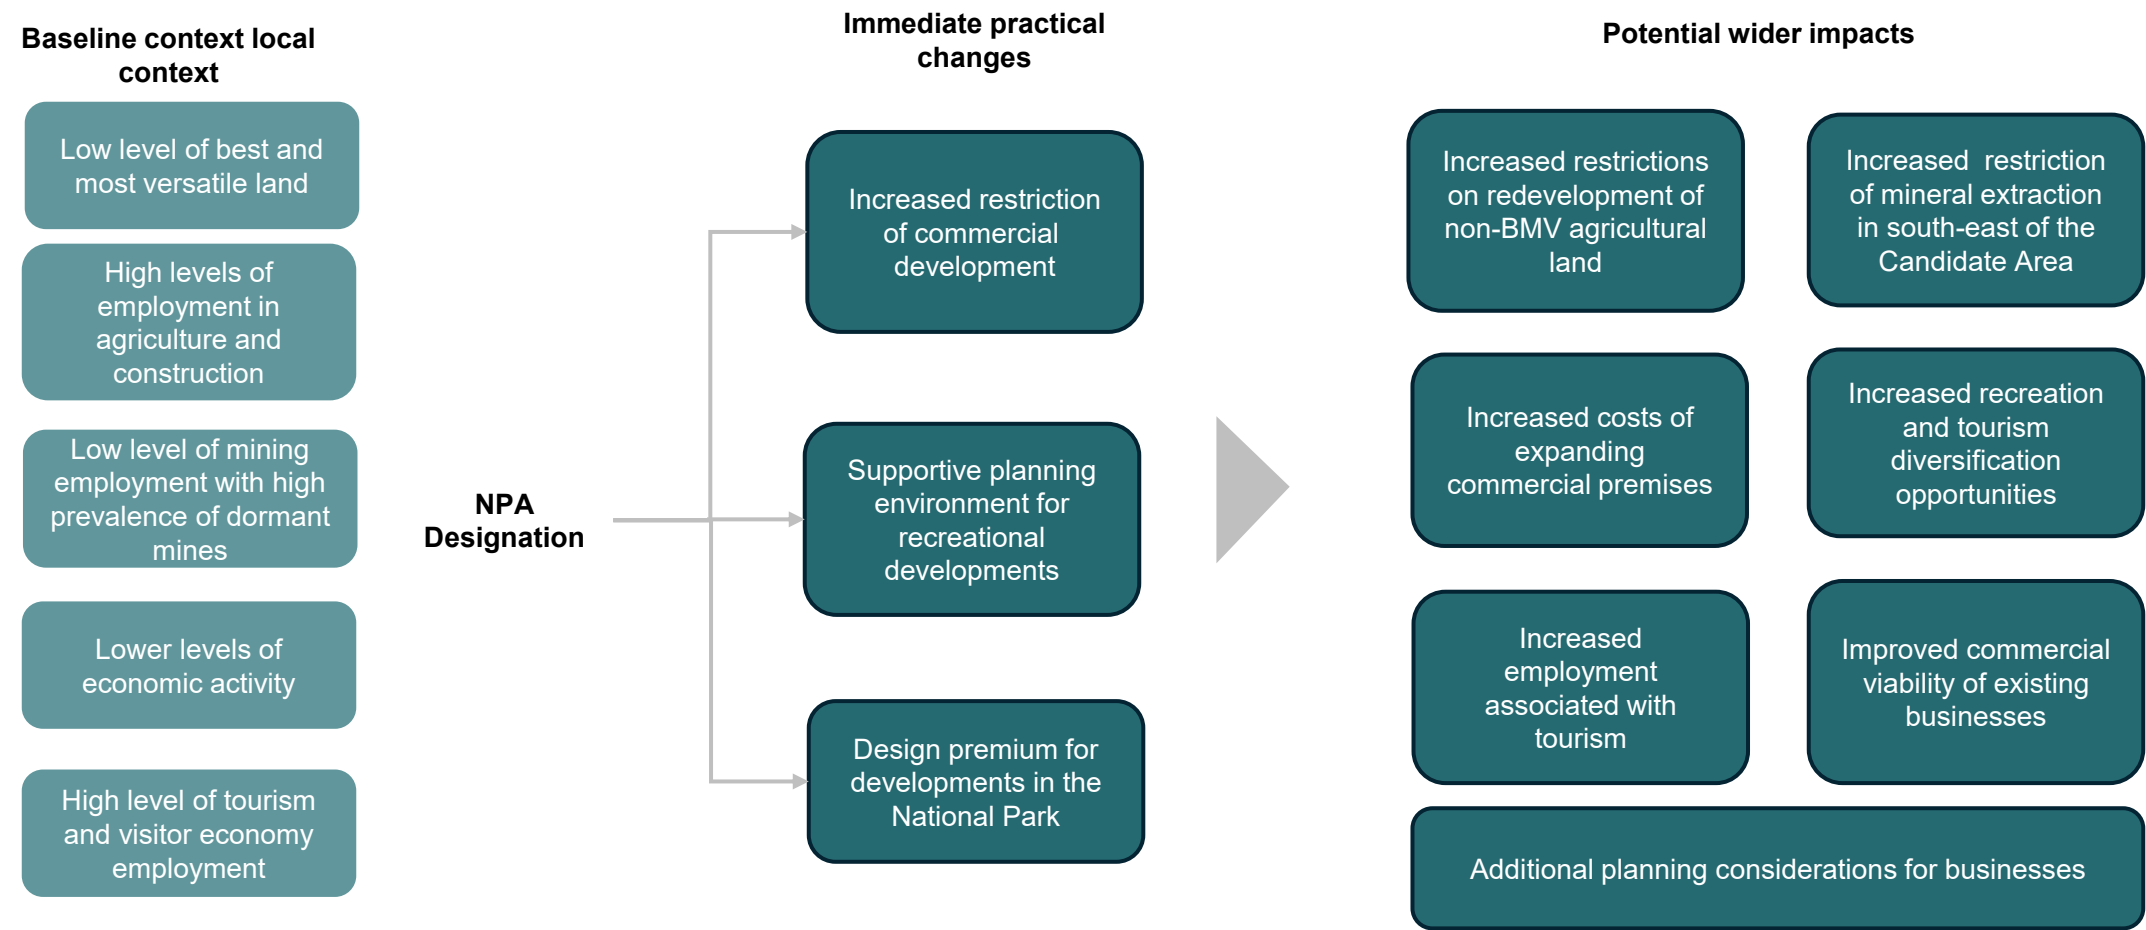 Baseline context local
context
Low level of best and
most versatile land
High levels of
employment in
agriculture and
construction
Low level of mining
employment with high
prevalence of dormant
mines
Lower levels of
economic activity
High level of tourism
and visitor economy
employment
NPA
Designation
Immediate practical
changes
Increased restriction
of commercial
development
Supportive planning
environment for
recreational
developments
Design premium for
developments in the
National Park
Potential wider impacts
Increased restrictions
on redevelopment of
non-BMV agricultural
land
Increased  restriction
of mineral extraction
in south-east of the
Candidate Area
Increased costs of
expanding
commercial premises
Increased recreation
and tourism
diversification
opportunities
Increased
employment
associated with
tourism
Improved commercial
viability of existing
businesses
Additional planning considerations for businesses